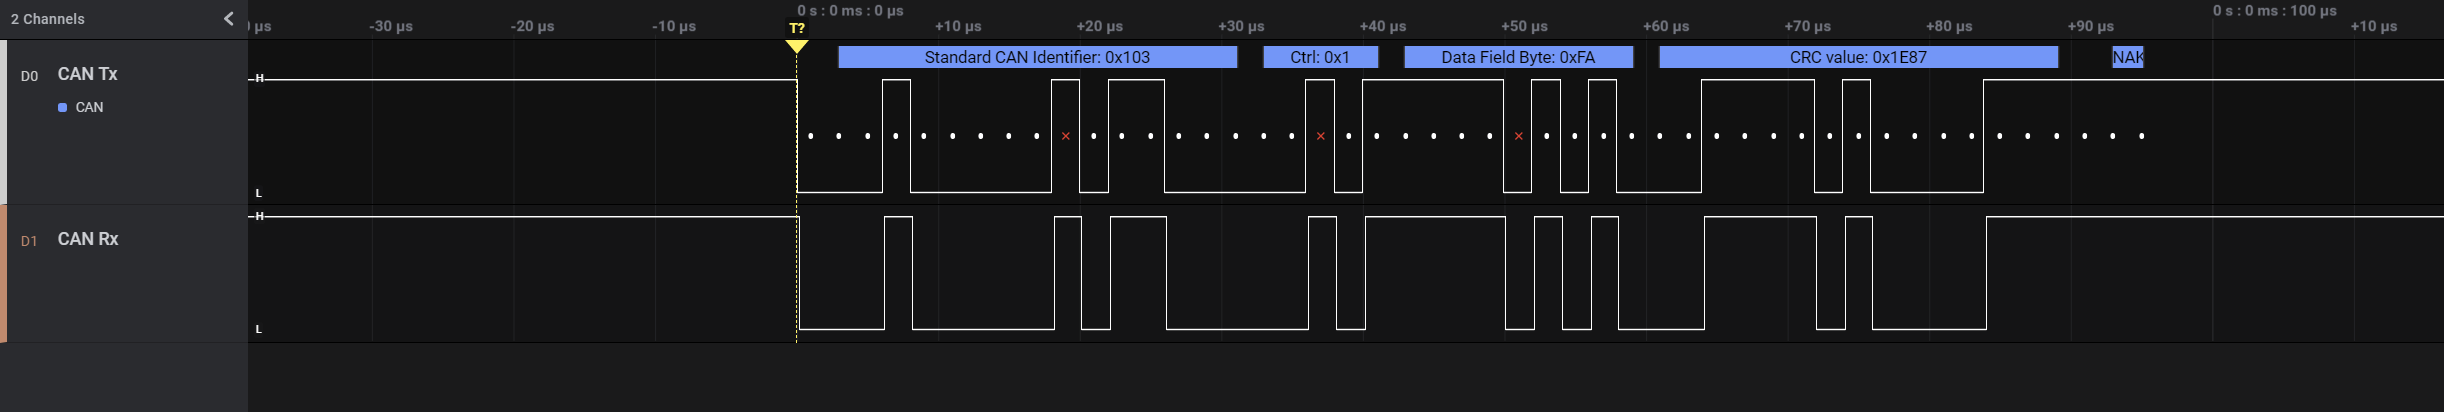 2 Channels
0 s : 0 ms : 0 µs
0 s : 0 ms : 100 µs
0 µs
-30 µs
-20 µs
-10 µs
T?
+10 µs
+20 µs
+30 µs
+40 µs
+50 µs
+60 µs
+70 µs
+80 µs
+90 µs
+10 µs
Standard CAN Identifier: 0x103
Ctrl: 0x1
Data Field Byte: 0xFA
CRC value: 0x1E87
NAK
D0
CAN Tx
H
CAN
L
H
D1
CAN Rx
L